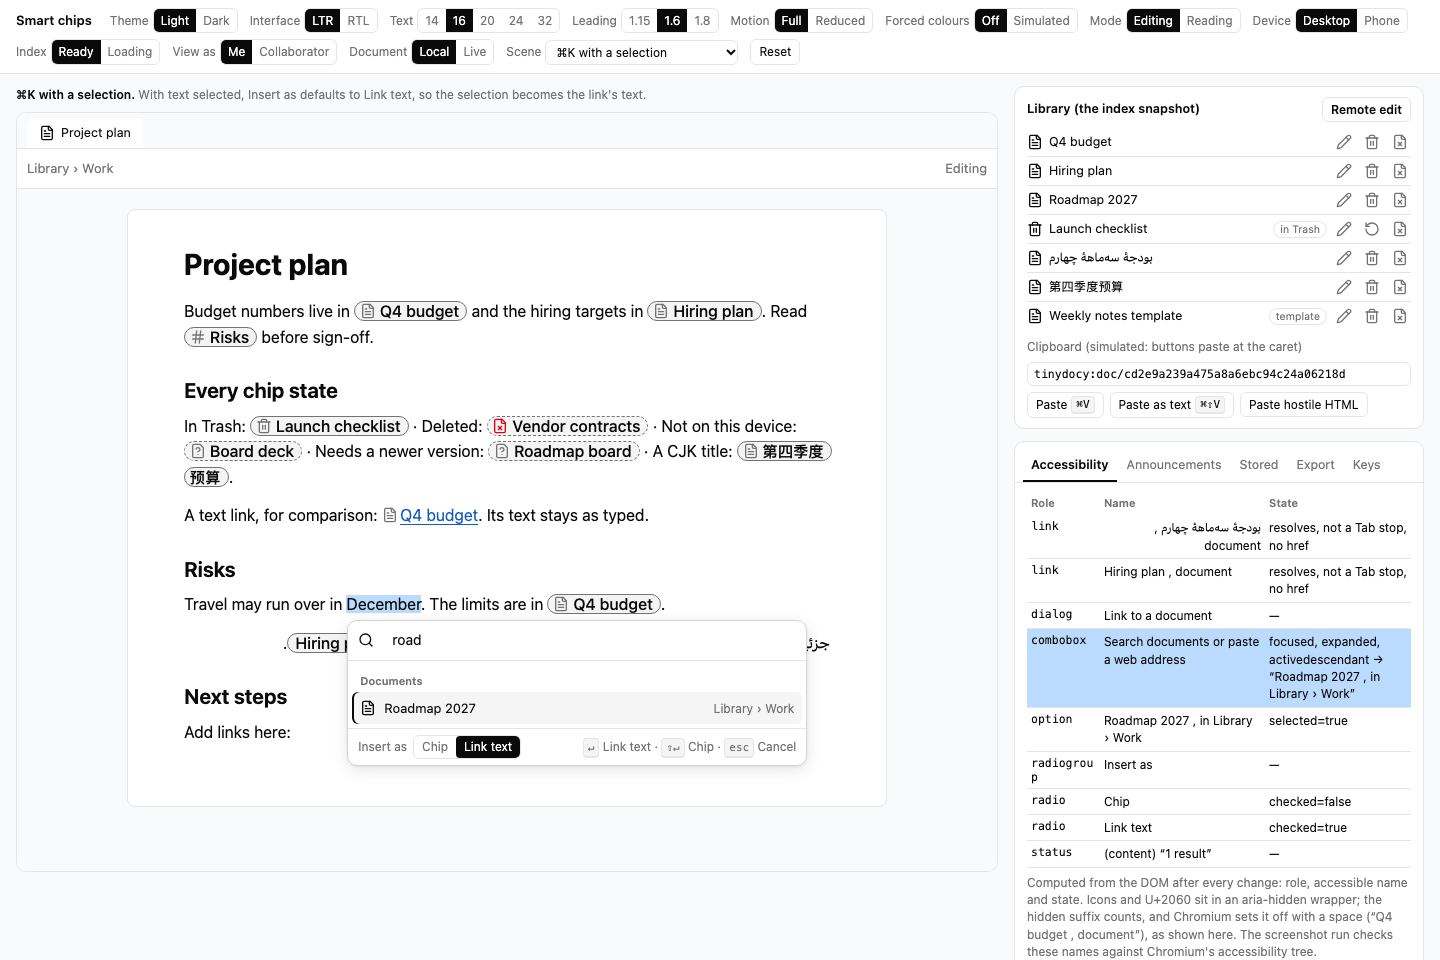 Smart chips Theme Light Dark Interface LTR RTL Text 14 16 20 24 32 Leading 1.15 1.6 1.8 Motion Full Reduced Forced colours Off Simulated Mode Editing Reading Device Desktop Phone
Index Ready Loading View as Me Collaborator Document Local Live Scene ⌘K with a selection Reset
⌘K with a selection. With text selected, Insert as defaults to Link text, so the selection becomes the link's text.
Project plan
Library › Work Editing
Project plan
Budget numbers live in Q4 budget and the hiring targets in Hiring plan. Read
# Risks before sign-off.
Every chip state
In Trash: Launch checklist · Deleted: Vendor contracts · Not on this device:
Board deck · Needs a newer version: Roadmap board · A CJK title: 第四季度
预算.
A text link, for comparison: Q4 budget. Its text stays as typed.
Risks
Travel may run over in December. The limits are in Q4 budget.
Next steps
Add links here:
road
Documents
Roadmap 2027 Library › Work
Insert as Chip Link text ↵ Link text · ⇧↵ Chip · esc Cancel
Library (the index snapshot) Remote edit
Q4 budget
Hiring plan
Roadmap 2027
Launch checklist in Trash
بودجهٔ سه‌ماههٔ چهارم
第四季度预算
Weekly notes template template
Clipboard (simulated: buttons paste at the caret)
tinydocy:doc/cd2e9a239a475a8a6ebc94c24a06218d
Paste ⌘V Paste as text ⌘⇧V Paste hostile HTML
Accessibility Announcements Stored Export Keys
Role Name State
link بودجهٔ سه‌ماههٔ چهارم , resolves, not a Tab stop,
document no href
link Hiring plan , document resolves, not a Tab stop,
no href
dialog Link to a document —
combobox Search documents or paste focused, expanded,
a web address activedescendant →
“Roadmap 2027 , in
Library › Work”
option Roadmap 2027 , in Library selected=true
› Work
radiogrou Insert as —
p
radio Chip checked=false
radio Link text checked=true
status (content) “1 result” —
Computed from the DOM after every change: role, accessible name
and state. Icons and U+2060 sit in an aria-hidden wrapper; the
hidden suffix counts, and Chromium sets it off with a space (“Q4
budget , document”), as shown here. The screenshot run checks
these names against Chromium's accessibility tree.